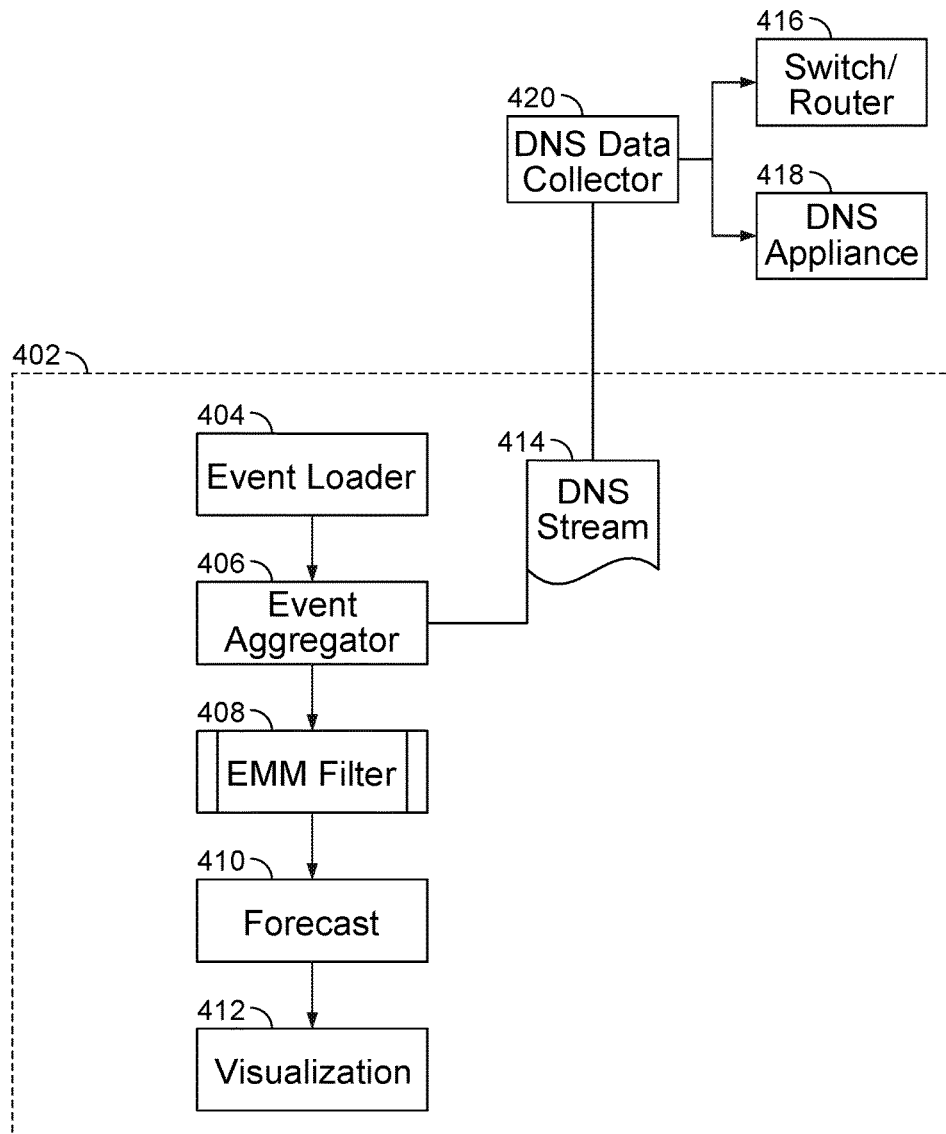 416
Switch/
Router
420
DNS Data
Collector
418
DNS
Appliance
402
404
Event Loader
414
DNS
Stream
406
Event
Aggregator
408
EMM Filter
410
Forecast
412
Visualization